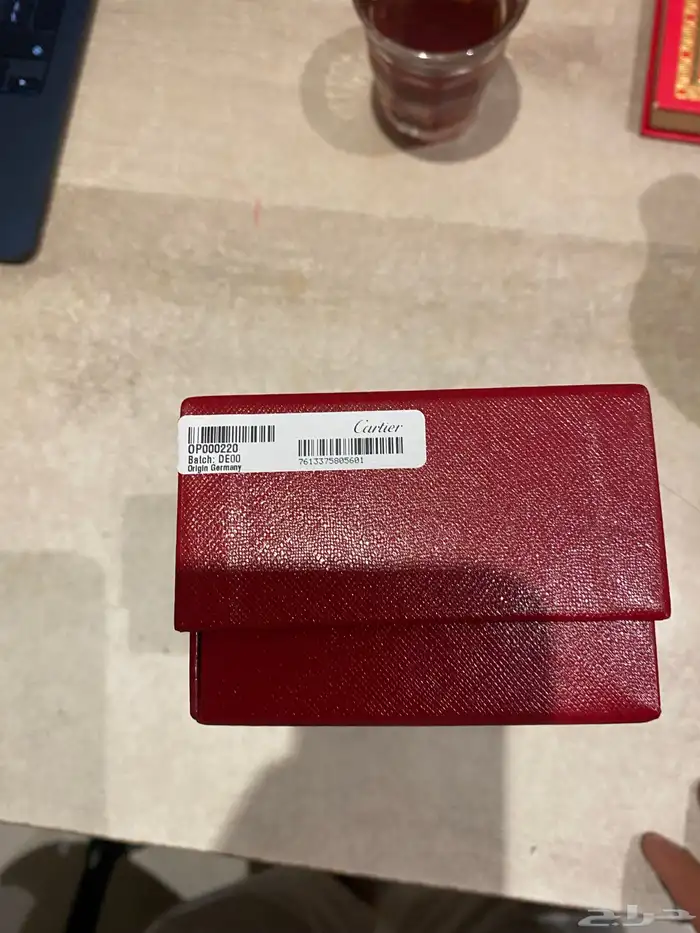 OP000220
Batch: DE00
Origin Germany
Cartier
7613375805601
حراج